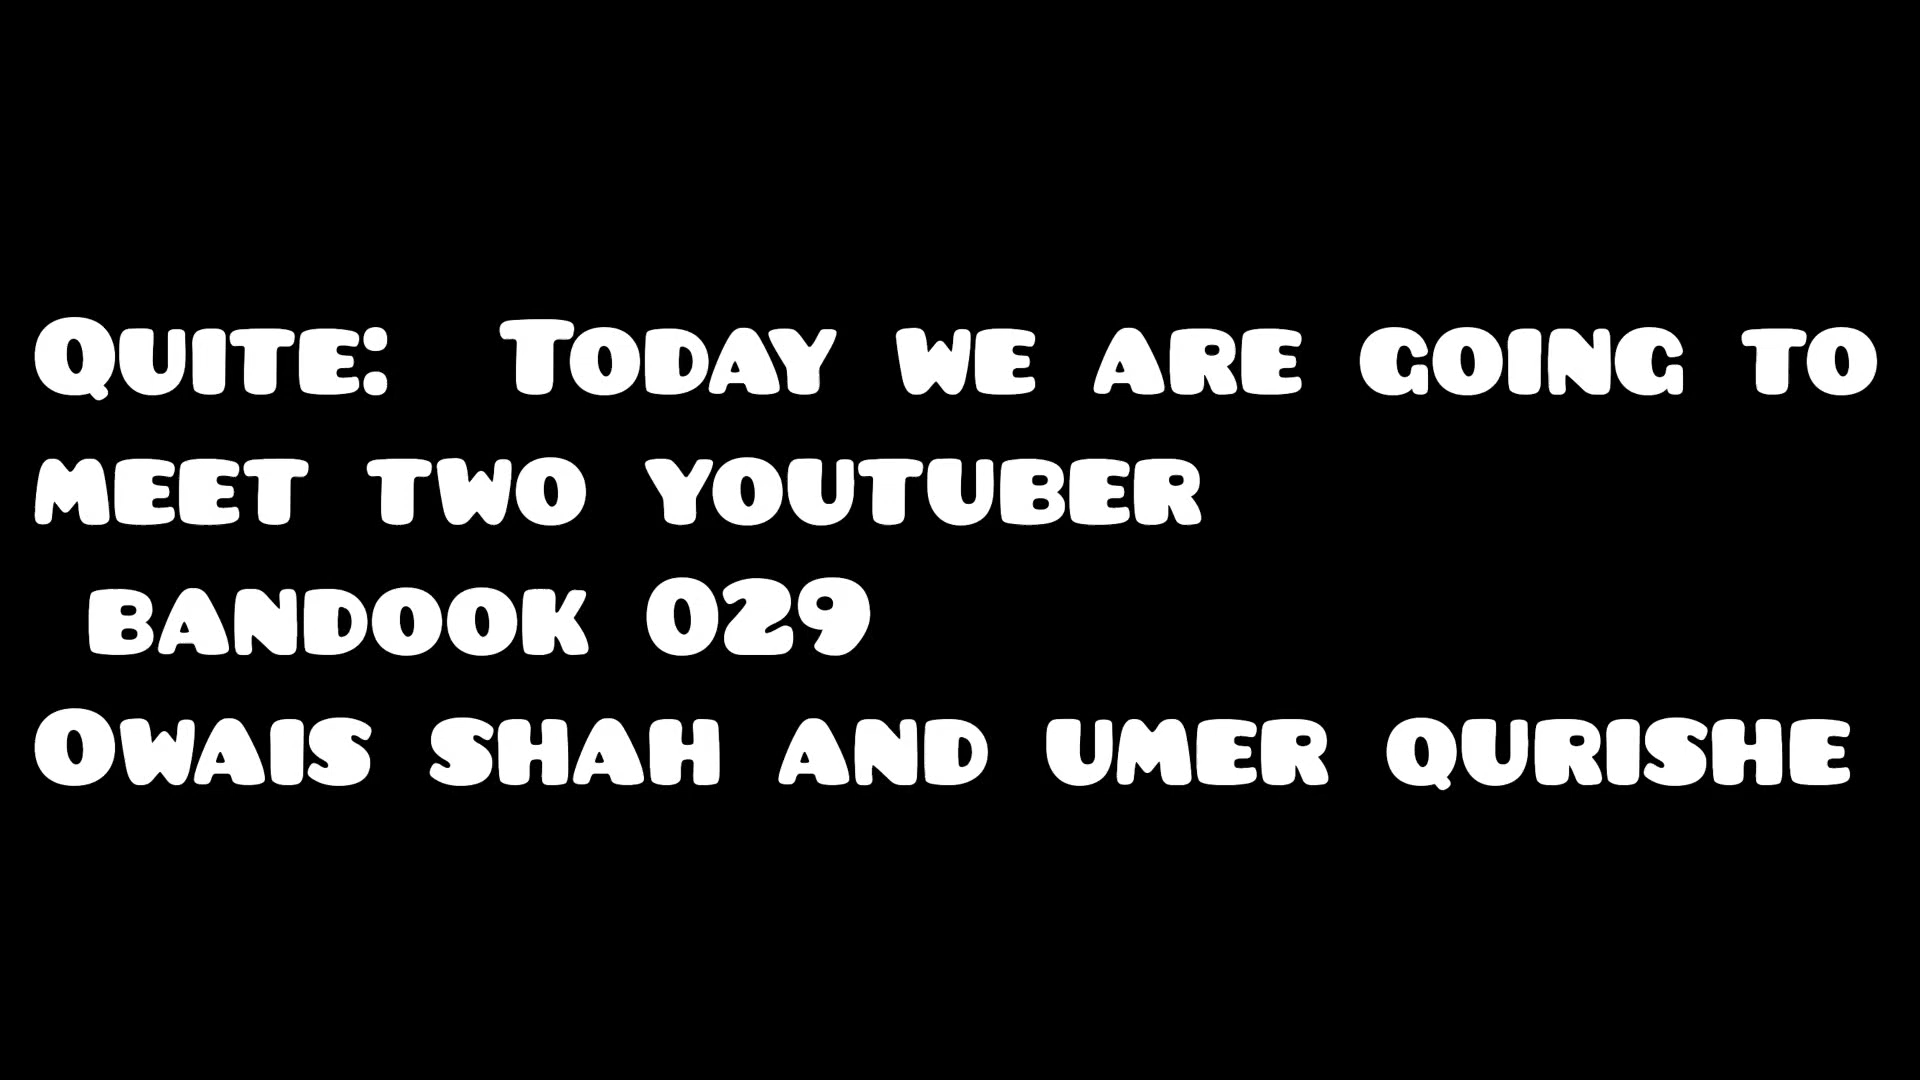 Quite:  Today we are going to
meet two youtuber
bandook 029
Owais shah and umer qurishe